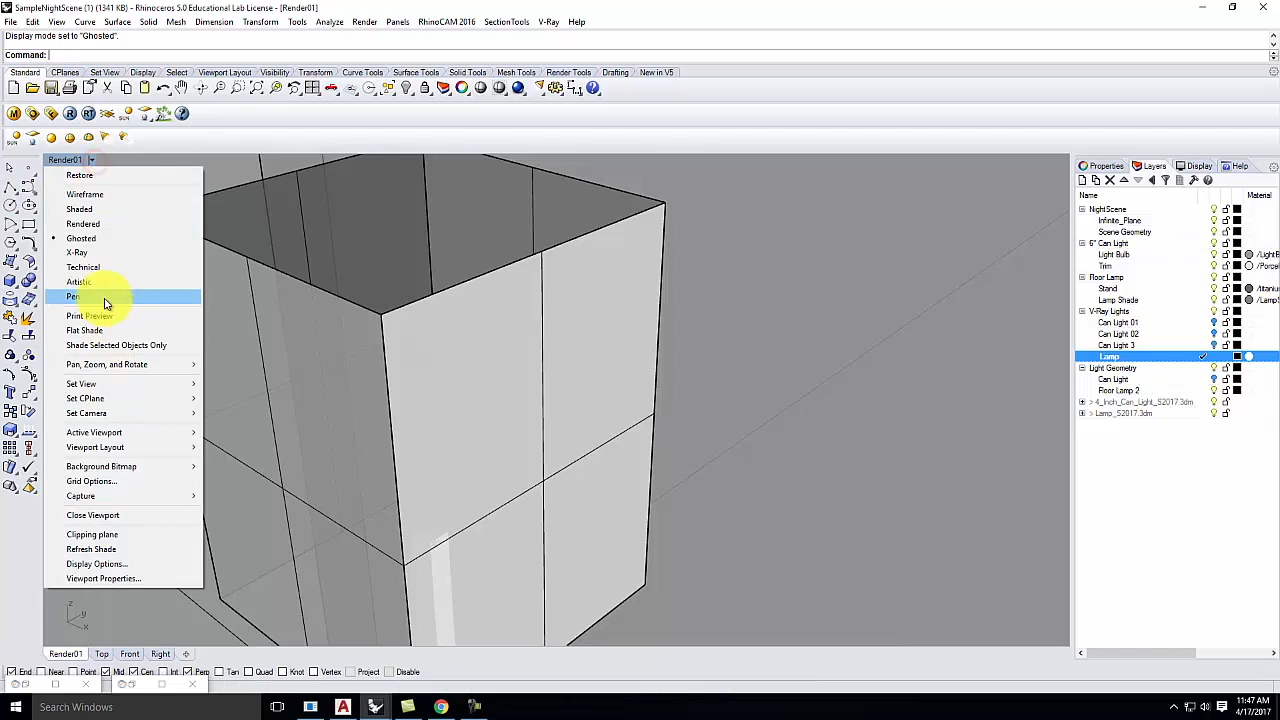 SampleNightScene (1) (1341 KB) - Rhinoceros 5.0 Educational Lab License - [Render01]
File Edit View Curve Surface Solid Mesh Dimension Transform Tools Analyze Render Panels RhinoCAM 2016 SectionTools V-Ray Help
Display mode set to "Ghosted".
Command:
Standard CPlanes Set View Display Select Viewport Layout Visibility Transform Curve Tools Surface Tools Solid Tools Mesh Tools Render Tools Drafting New in V5
Render01
Restore
Wireframe
Shaded
Rendered
Ghosted
X-Ray
Technical
Artistic
Pen
Print Preview
Flat Shade
Shade Selected Objects Only
Pan, Zoom, and Rotate
Set View
Set CPlane
Set Camera
Active Viewport
Viewport Layout
Background Bitmap
Grid Options...
Capture
Close Viewport
Clipping plane
Refresh Shade
Display Options...
Viewport Properties...
z
y
x
Properties Layers Display Help
Name Material
NightScene
Infinite_Plane
Scene Geometry
6" Can Light
Light Bulb /LightB
Trim /Porcel
Floor Lamp
Stand /titaniu
Lamp Shade /LampS
V-Ray Lights
Can Light 01
Can Light 02
Can Light 3
Lamp
Light Geometry
Can Light
Floor Lamp 2
> 4_Inch_Can_Light_S2017.3dm
> Lamp_S2017.3dm
Render01 Top Front Right
End Near Point Mid Cen Int Perp Tan Quad Knot Vertex Project Disable
Search Windows
11:47 AM
4/17/2017